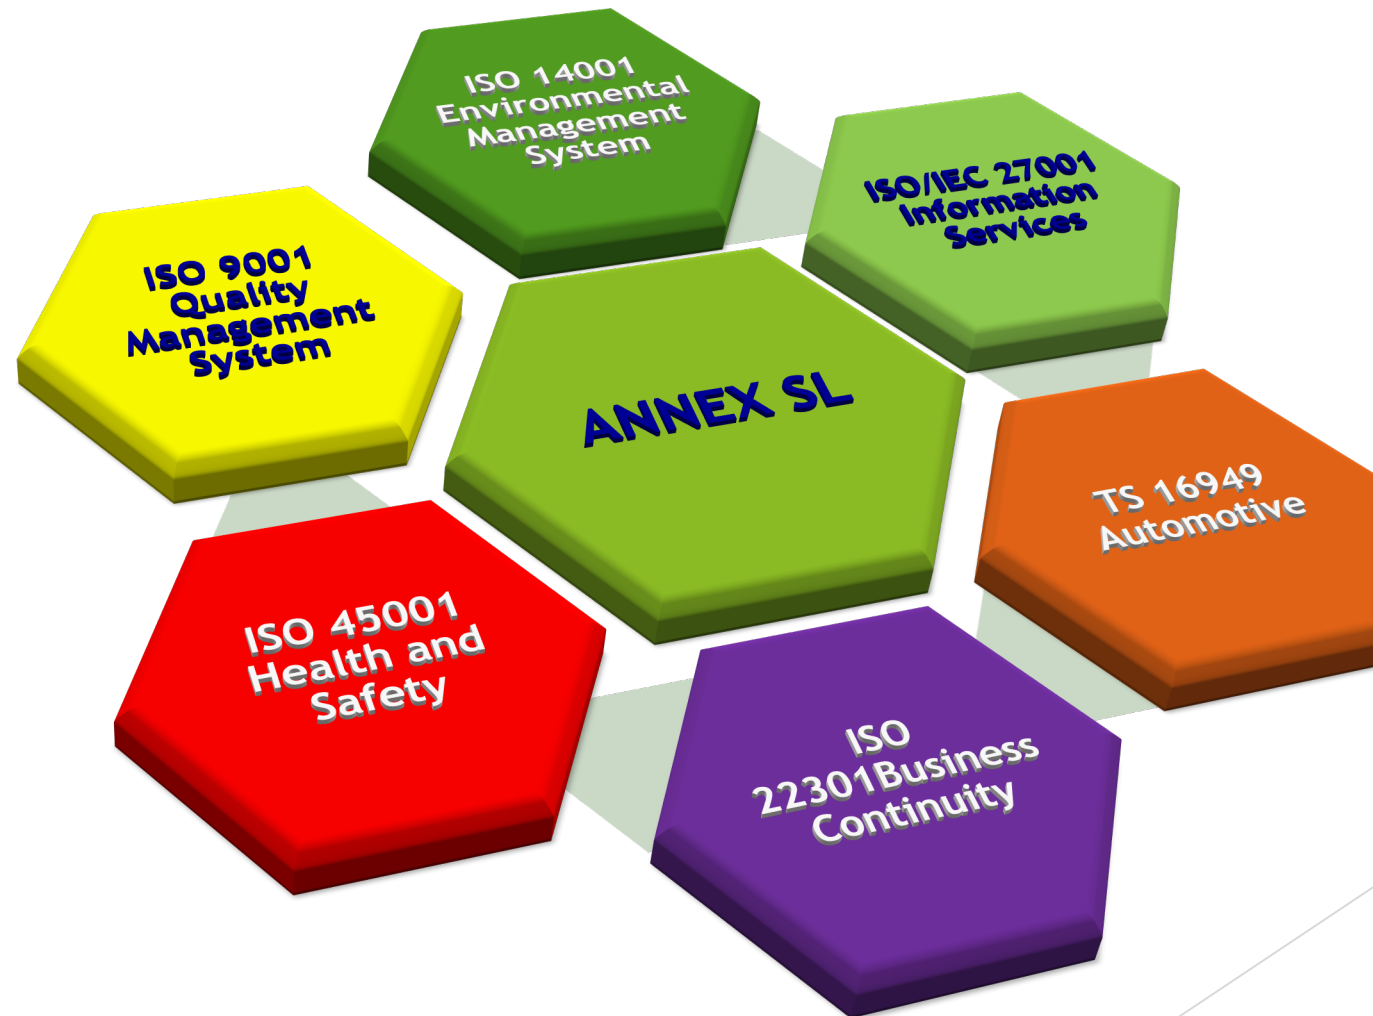 ISO 14001
Environmental
Management
System
ISO/IEC 27001
Information
Services
ISO 9001
Quality
Management
System
ANNEX SL
TS 16949
Automotive
ISO 45001
Health and
Safety
ISO
22301Business
Continuity